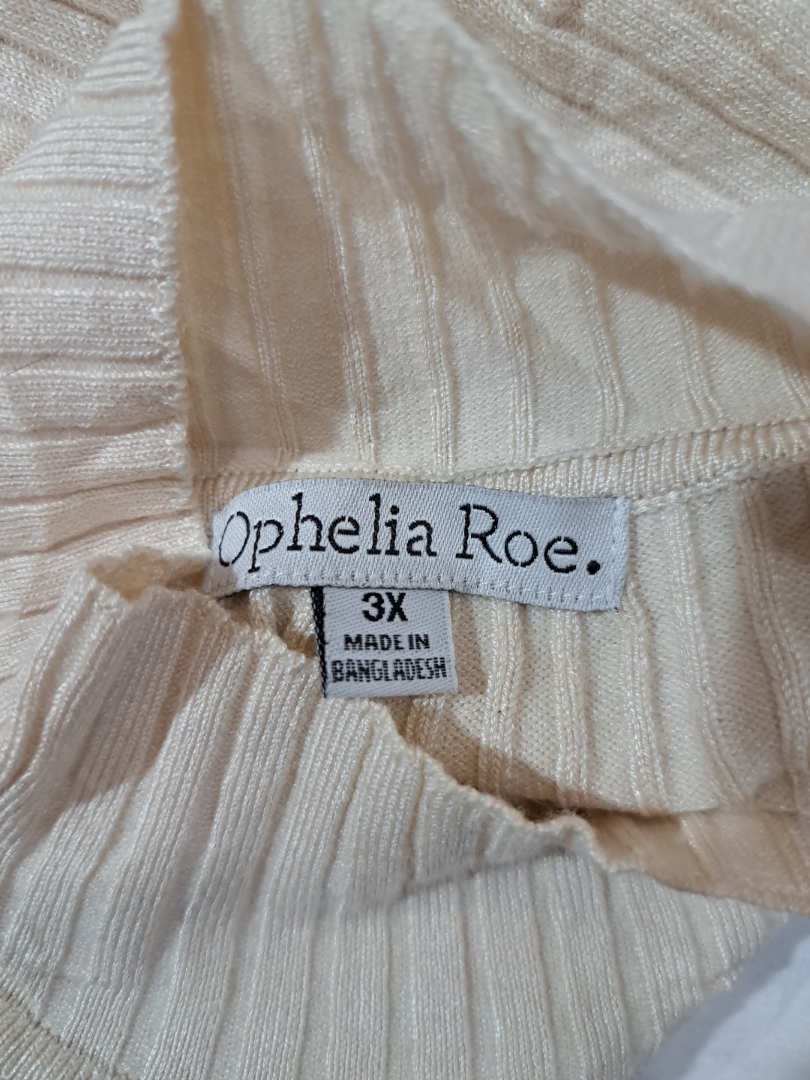 Ophelia Roe.
3X
MADE IN
BANGLADESH